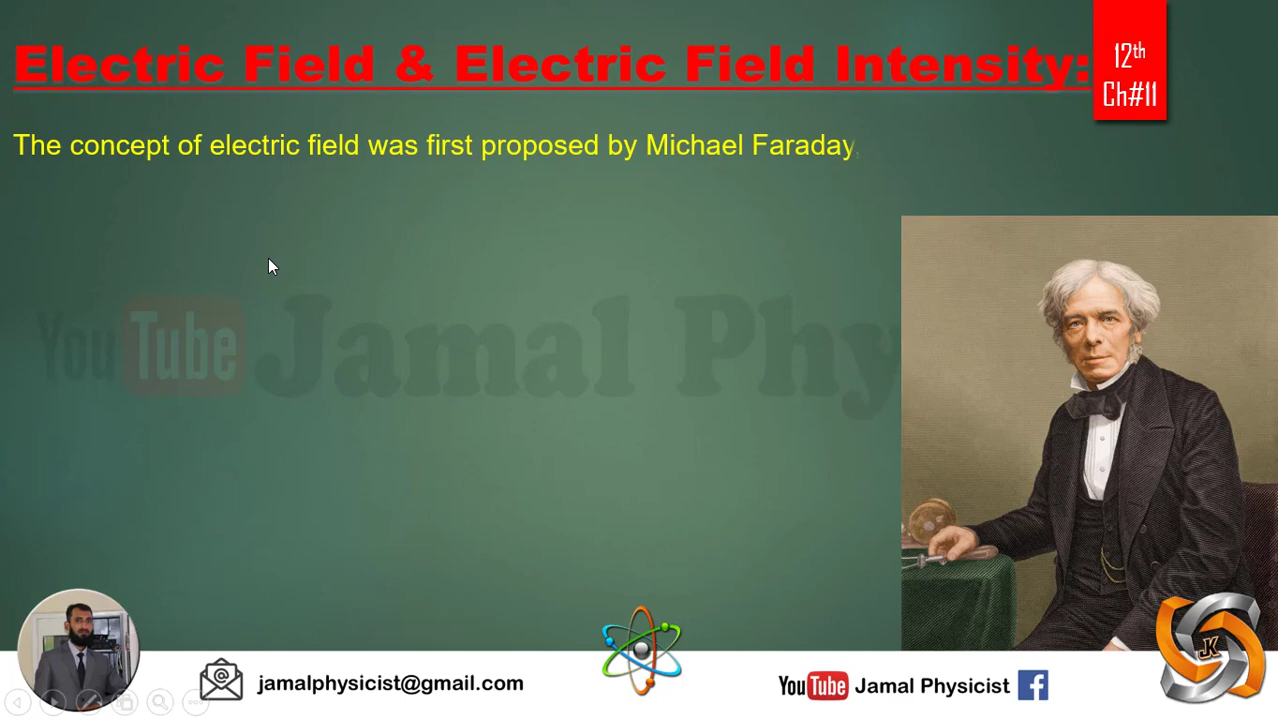 Electric Field & Electric Field Intensity:
12th
Ch#11
The concept of electric field was first proposed by Michael Faraday,
YouTube Jamal Phy
jamalphysicist@gmail.com
YouTube Jamal Physicist f
JK